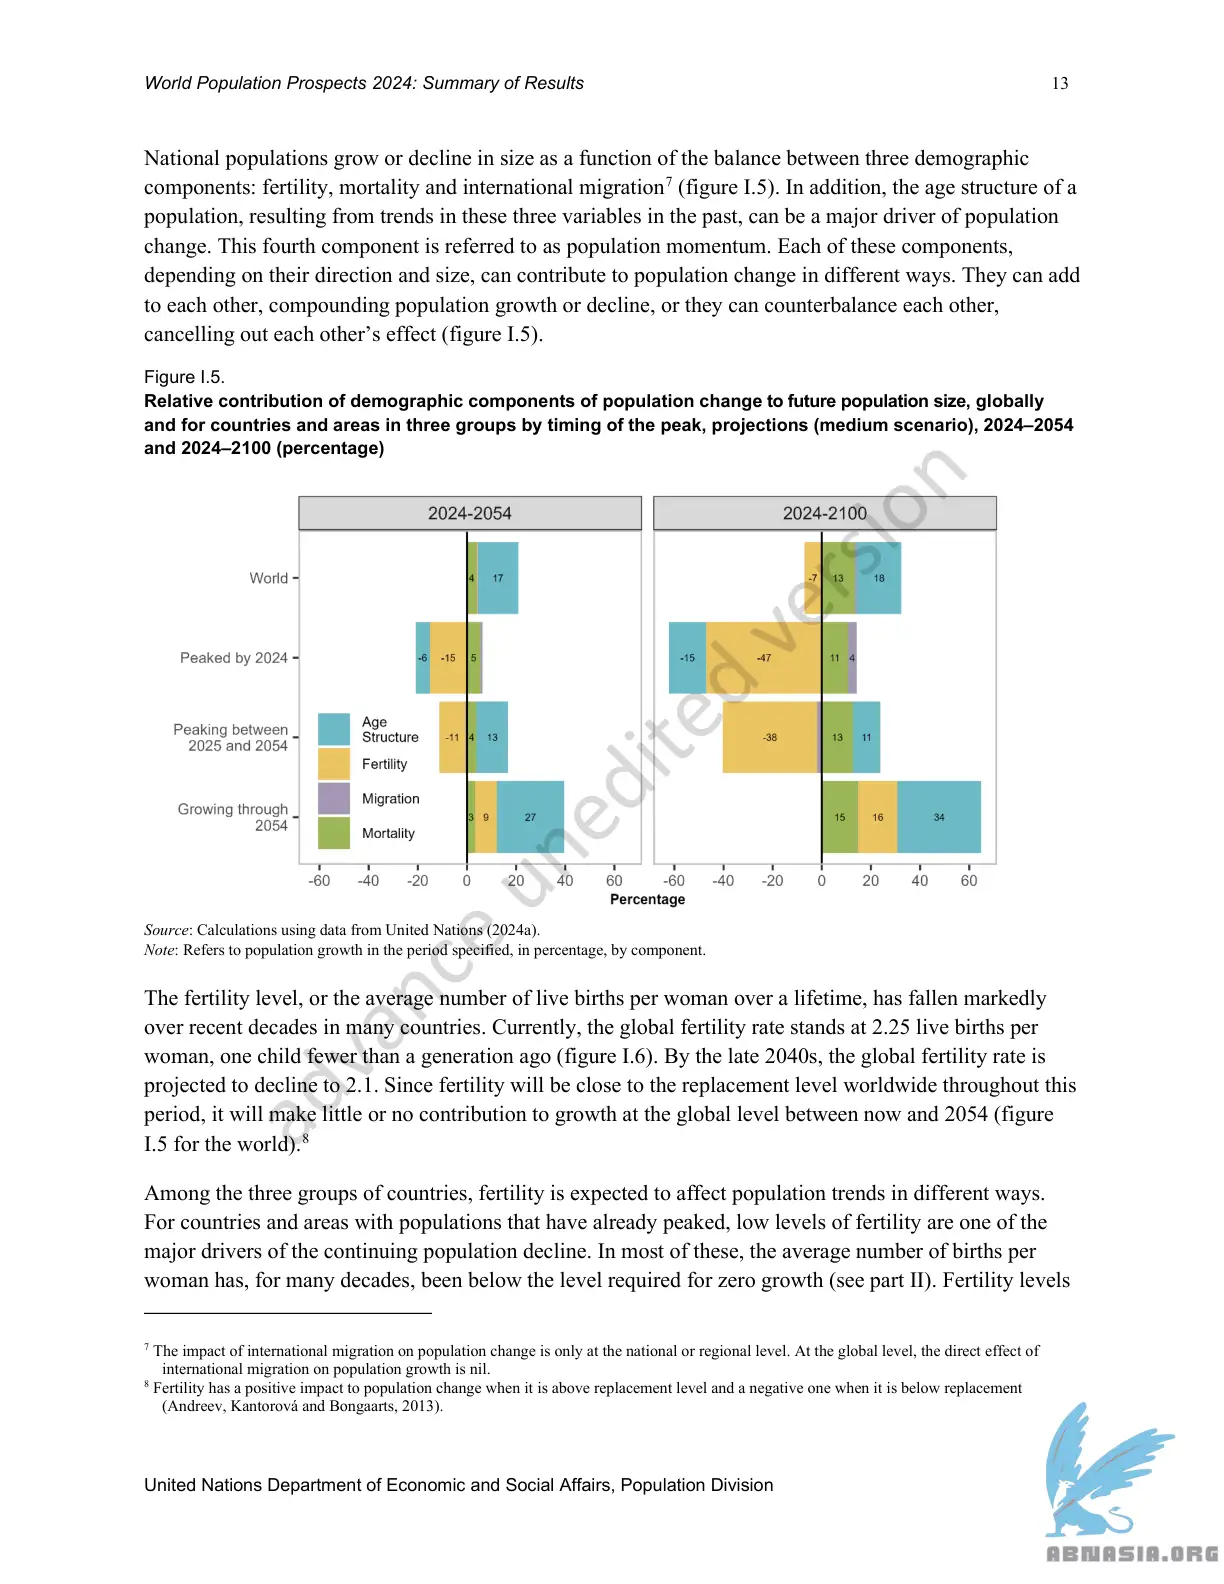 World Population Prospects 2024: Summary of Results 13
National populations grow or decline in size as a function of the balance between three demographic
components: fertility, mortality and international migration7 (figure I.5). In addition, the age structure of a
population, resulting from trends in these three variables in the past, can be a major driver of population
change. This fourth component is referred to as population momentum. Each of these components,
depending on their direction and size, can contribute to population change in different ways. They can add
to each other, compounding population growth or decline, or they can counterbalance each other,
cancelling out each other’s effect (figure I.5).
Figure I.5.
Relative contribution of demographic components of population change to future population size, globally
and for countries and areas in three groups by timing of the peak, projections (medium scenario), 2024–2054
and 2024–2100 (percentage)
2024-2054 2024-2100
World 4 17 -7 13 18
Peaked by 2024 -6 -15 5 -15 -47 11 4
Peaking between
2025 and 2054 -11 4 13 -38 13 11
Growing through
2054 3 9 27 15 16 34
Age
Structure
Fertility
Migration
Mortality
-60 -40 -20 0 20 40 60 -60 -40 -20 0 20 40 60
Percentage
Source: Calculations using data from United Nations (2024a).
Note: Refers to population growth in the period specified, in percentage, by component.
The fertility level, or the average number of live births per woman over a lifetime, has fallen markedly
over recent decades in many countries. Currently, the global fertility rate stands at 2.25 live births per
woman, one child fewer than a generation ago (figure I.6). By the late 2040s, the global fertility rate is
projected to decline to 2.1. Since fertility will be close to the replacement level worldwide throughout this
period, it will make little or no contribution to growth at the global level between now and 2054 (figure
I.5 for the world).8
Among the three groups of countries, fertility is expected to affect population trends in different ways.
For countries and areas with populations that have already peaked, low levels of fertility are one of the
major drivers of the continuing population decline. In most of these, the average number of births per
woman has, for many decades, been below the level required for zero growth (see part II). Fertility levels
7 The impact of international migration on population change is only at the national or regional level. At the global level, the direct effect of
international migration on population growth is nil.
8 Fertility has a positive impact to population change when it is above replacement level and a negative one when it is below replacement
(Andreev, Kantorová and Bongaarts, 2013).
United Nations Department of Economic and Social Affairs, Population Division
advance unedited version
ABNASIA.ORG